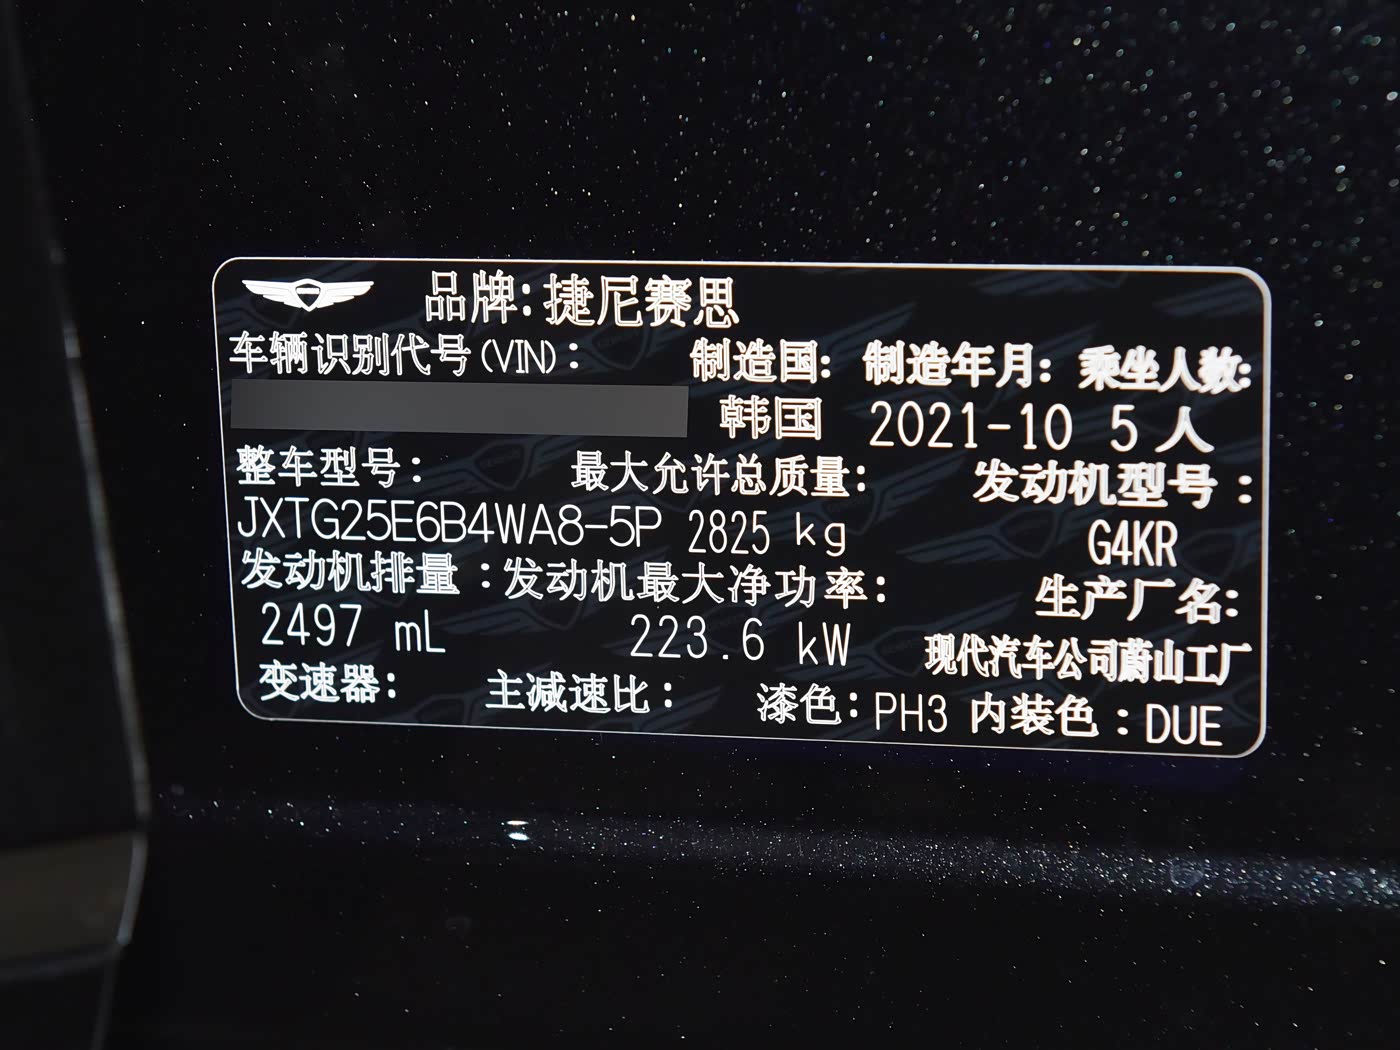 品牌:捷尼赛思
车辆识别代号(VIN): 制造国: 制造年月: 乘坐人数:
韩国 2021-10 5人
整车型号: 最大允许总质量: 发动机型号:
JXTG25E6B4WA8-5P 2825 kg G4KR
发动机排量:发动机最大净功率: 生产厂名:
2497 mL 223.6 kW 现代汽车公司蔚山工厂
变速器: 主减速比: 漆色:PH3 内装色:DUE